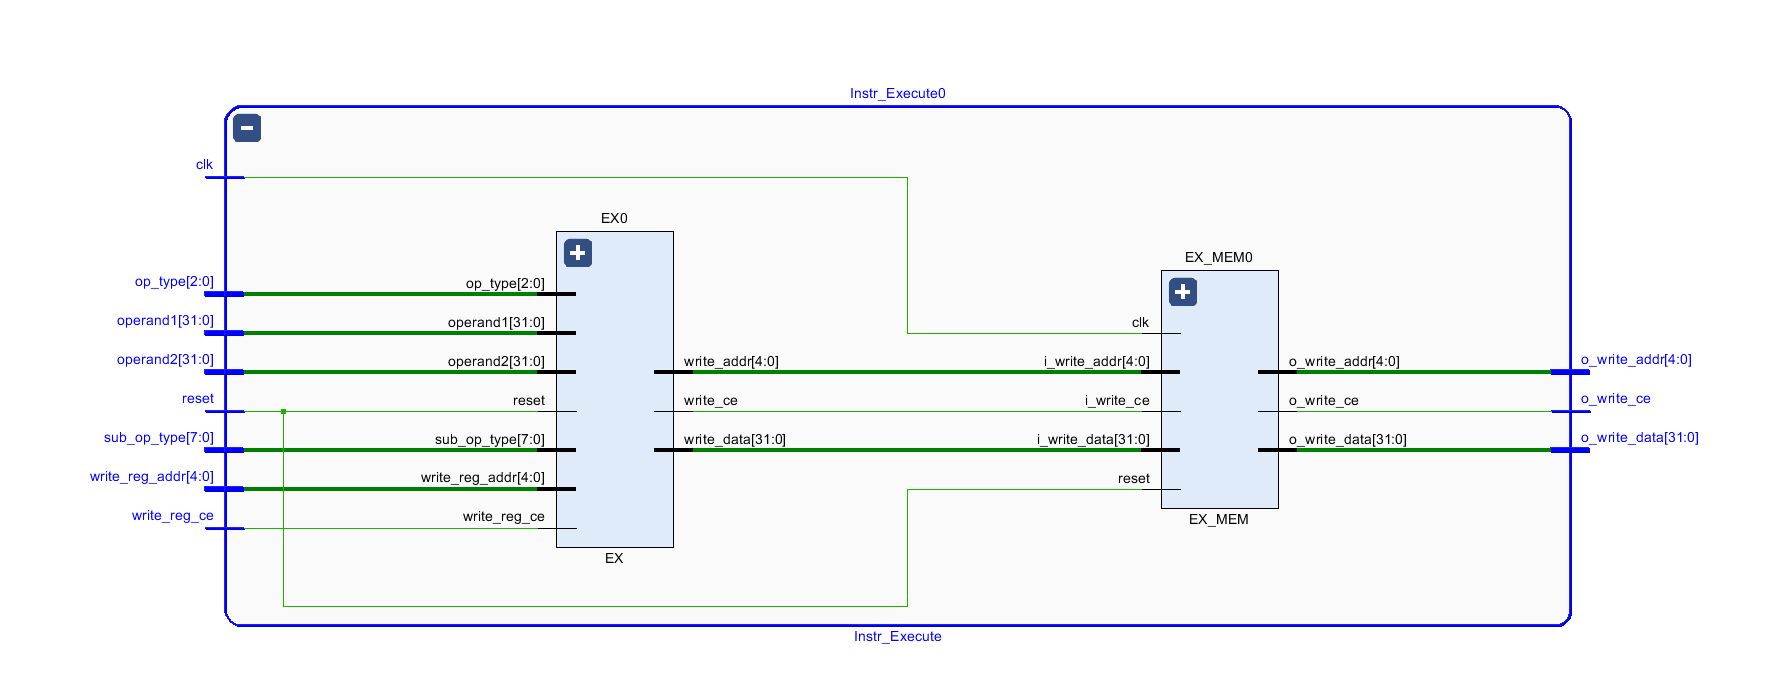 Instr_Execute0
clk
op_type[2:0]
operand1[31:0]
operand2[31:0]
reset
sub_op_type[7:0]
write_reg_addr[4:0]
write_reg_ce
EX0
op_type[2:0]
operand1[31:0]
operand2[31:0]
reset
sub_op_type[7:0]
write_reg_addr[4:0]
write_reg_ce
write_addr[4:0]
write_ce
write_data[31:0]
EX
EX_MEM0
clk
i_write_addr[4:0]
i_write_ce
i_write_data[31:0]
reset
o_write_addr[4:0]
o_write_ce
o_write_data[31:0]
EX_MEM
o_write_addr[4:0]
o_write_ce
o_write_data[31:0]
Instr_Execute